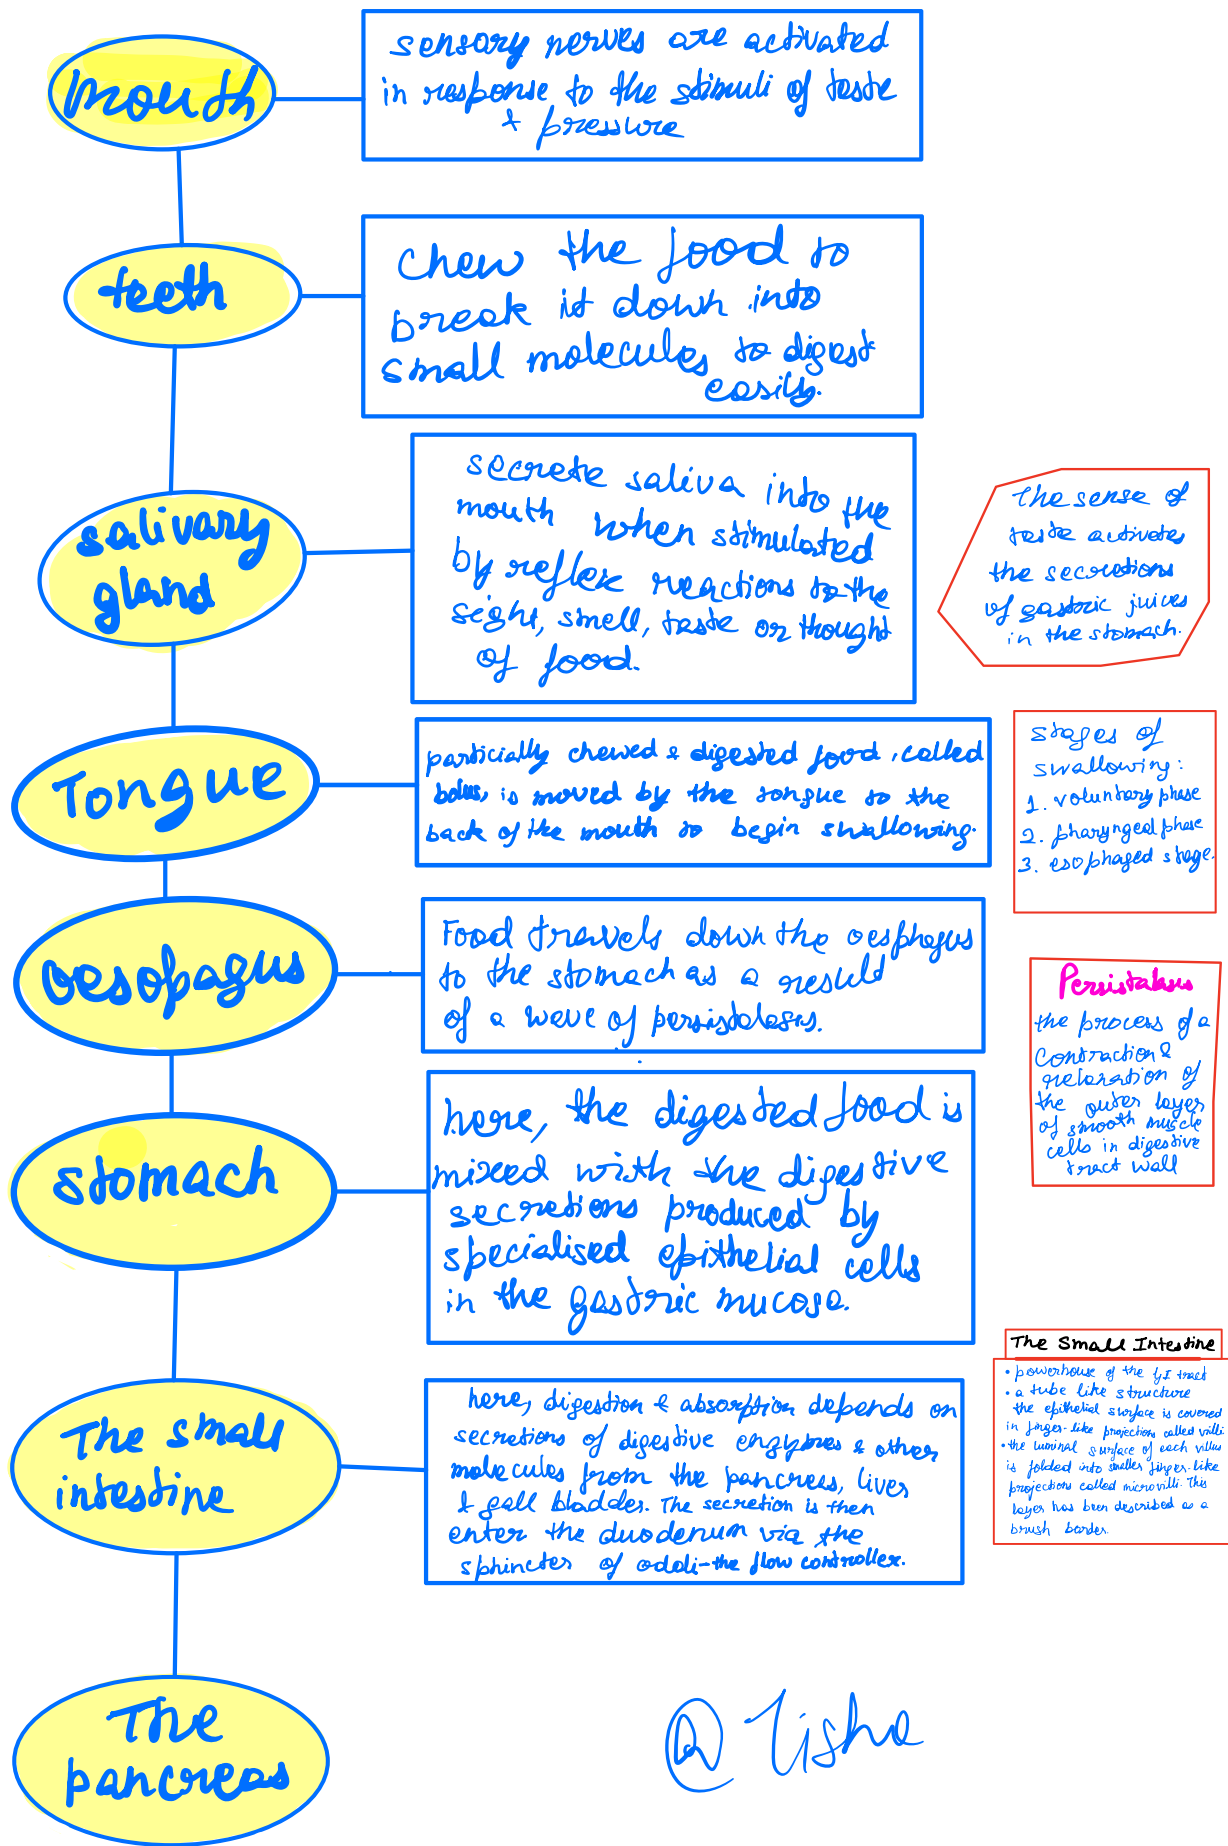 mouth
sensory nerves are activated
in response to the stimuli of taste
& pressure
teeth
Chew the food to
break it down into
small molecules to digest
easily.
salivary
gland
secrete saliva into the
mouth when stimulated
by reflex reactions to the
sight, smell, taste or thought
of food.
The sense of
taste activates
the secretions
of gastric juices
in the stomach.
Tongue
particially chewed & digested food, called
bolus, is moved by the tongue to the
back of the mouth to begin swallowing.
stages of
swallowing:
1. voluntary phase
2. pharyngeal phase
3. esophaged stage.
oesopagus
Food travels down the oesphegus
to the stomach as a result
of a wave of persistalases.
Persistalases
the process of a
contraction &
relaxation of
the outer layer
of smooth muscle
cells in digestive
tract wall
stomach
here, the digested food is
mixed with the digestive
secretions produced by
specialised epithelial cells
in the gastric mucosa.
The small
intestine
here, digestion & absorption depends on
secretions of digestive enzymes & other
molecules from the pancreas, liver
& gall bladder. The secretion is then
enter the duodenum via the
sphincter of oddi-the flow controller.
The Small Intestine
• powerhouse of the GI tract
• a tube like structure
the epithelial surface is covered
in finger-like projections called villi.
• the luminal surface of each villus
is folded into smaller finger-like
projections called microvilli. This
layer has been described as a
brush border.
The
pancreas
@Tisha